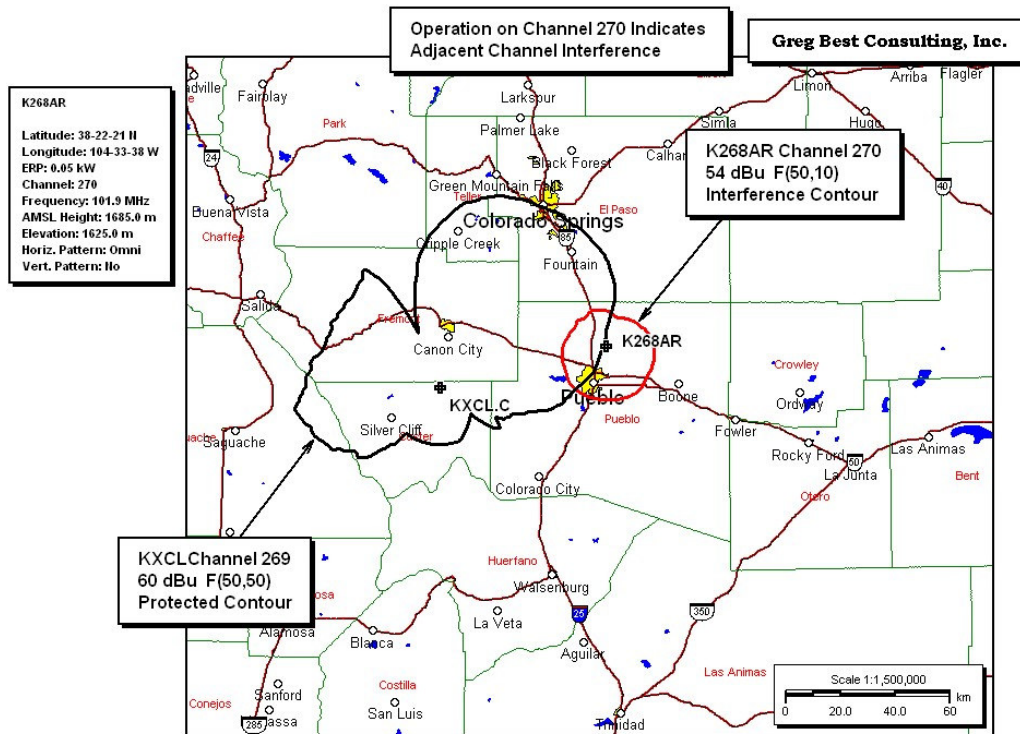 Operation on Channel 270 Indicates
Adjacent Channel Interference
Greg Best Consulting, Inc.
K268AR
Latitude: 38-22-21 N
Longitude: 104-33-38 W
ERP: 0.05 kW
Channel: 270
Frequency: 101.9 MHz
AMSL Height: 1685.0 m
Elevation: 1625.0 m
Horiz. Pattern: Omni
Vert. Pattern: No
K268AR Channel 270
54 dBu F(50,10)
Interference Contour
Fairplay
Larkspur
Limon
Arriba
Flagler
Park
Palmer Lake
Simla
Hugo
24
Black Forest
Calhan
Green Mountain Falls
Teller
El Paso
40
Buena Vista
Colorado Springs
Chaffee
Cripple Creek
85
Fountain
Salida
Fremont
Canon City
K268AR
Crowley
KXCL.C
Pueblo
Boone
Ordway
Silver Cliff
Custer
Pueblo
Saguache
Fowler
Rocky Ford
Las Animas
La Junta
50
Bent
Colorado City
Otero
KXCLChannel 269
60 dBu F(50,50)
Protected Contour
Huerfano
Walsenburg
La Veta
25
350
Alamosa
Blanca
Aguilar
Las Animas
Sanford
Costilla
Conejos
San Luis
285
Trinidad
Scale 1:1,500,000
0 20.0 40.0 60
km